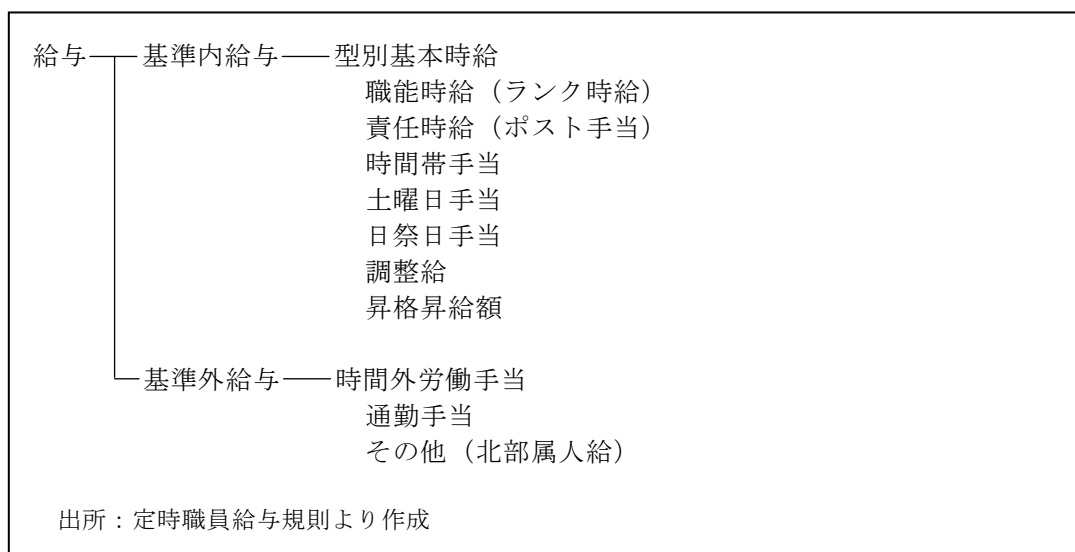 給与 基準内給与 型別基本時給
職能時給（ランク時給）
責任時給（ポスト手当）
時間帯手当
土曜日手当
日祭日手当
調整給
昇格昇給額
基準外給与 時間外労働手当
通勤手当
その他（北部属人給）
出所：定時職員給与規則より作成